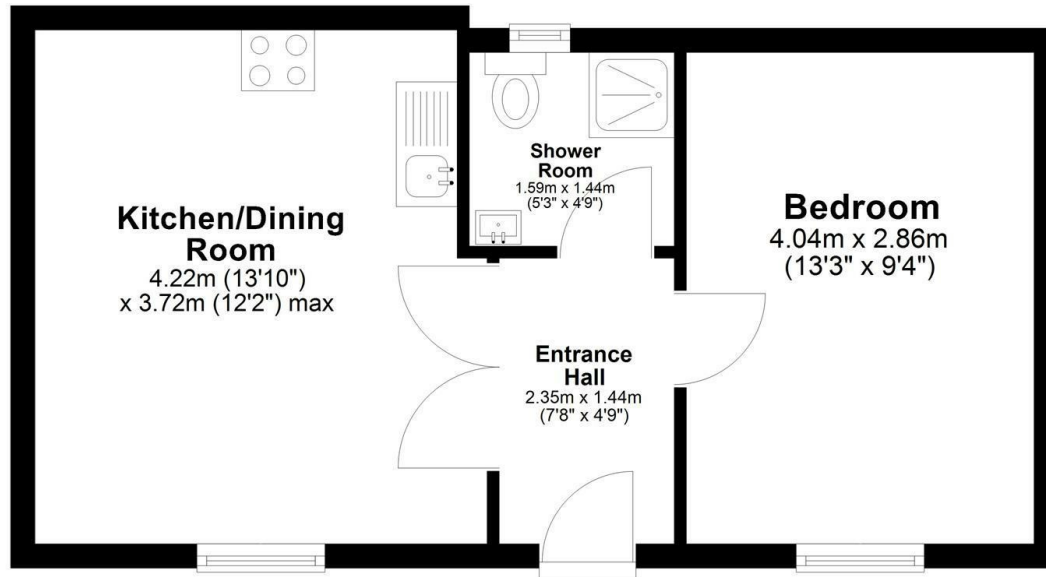 Kitchen/Dining
Room
4.22m (13'10")
x 3.72m (12'2") max
Shower
Room
1.59m x 1.44m
(5'3" x 4'9")
Bedroom
4.04m x 2.86m
(13'3" x 9'4")
Entrance
Hall
2.35m x 1.44m
(7'8" x 4'9")